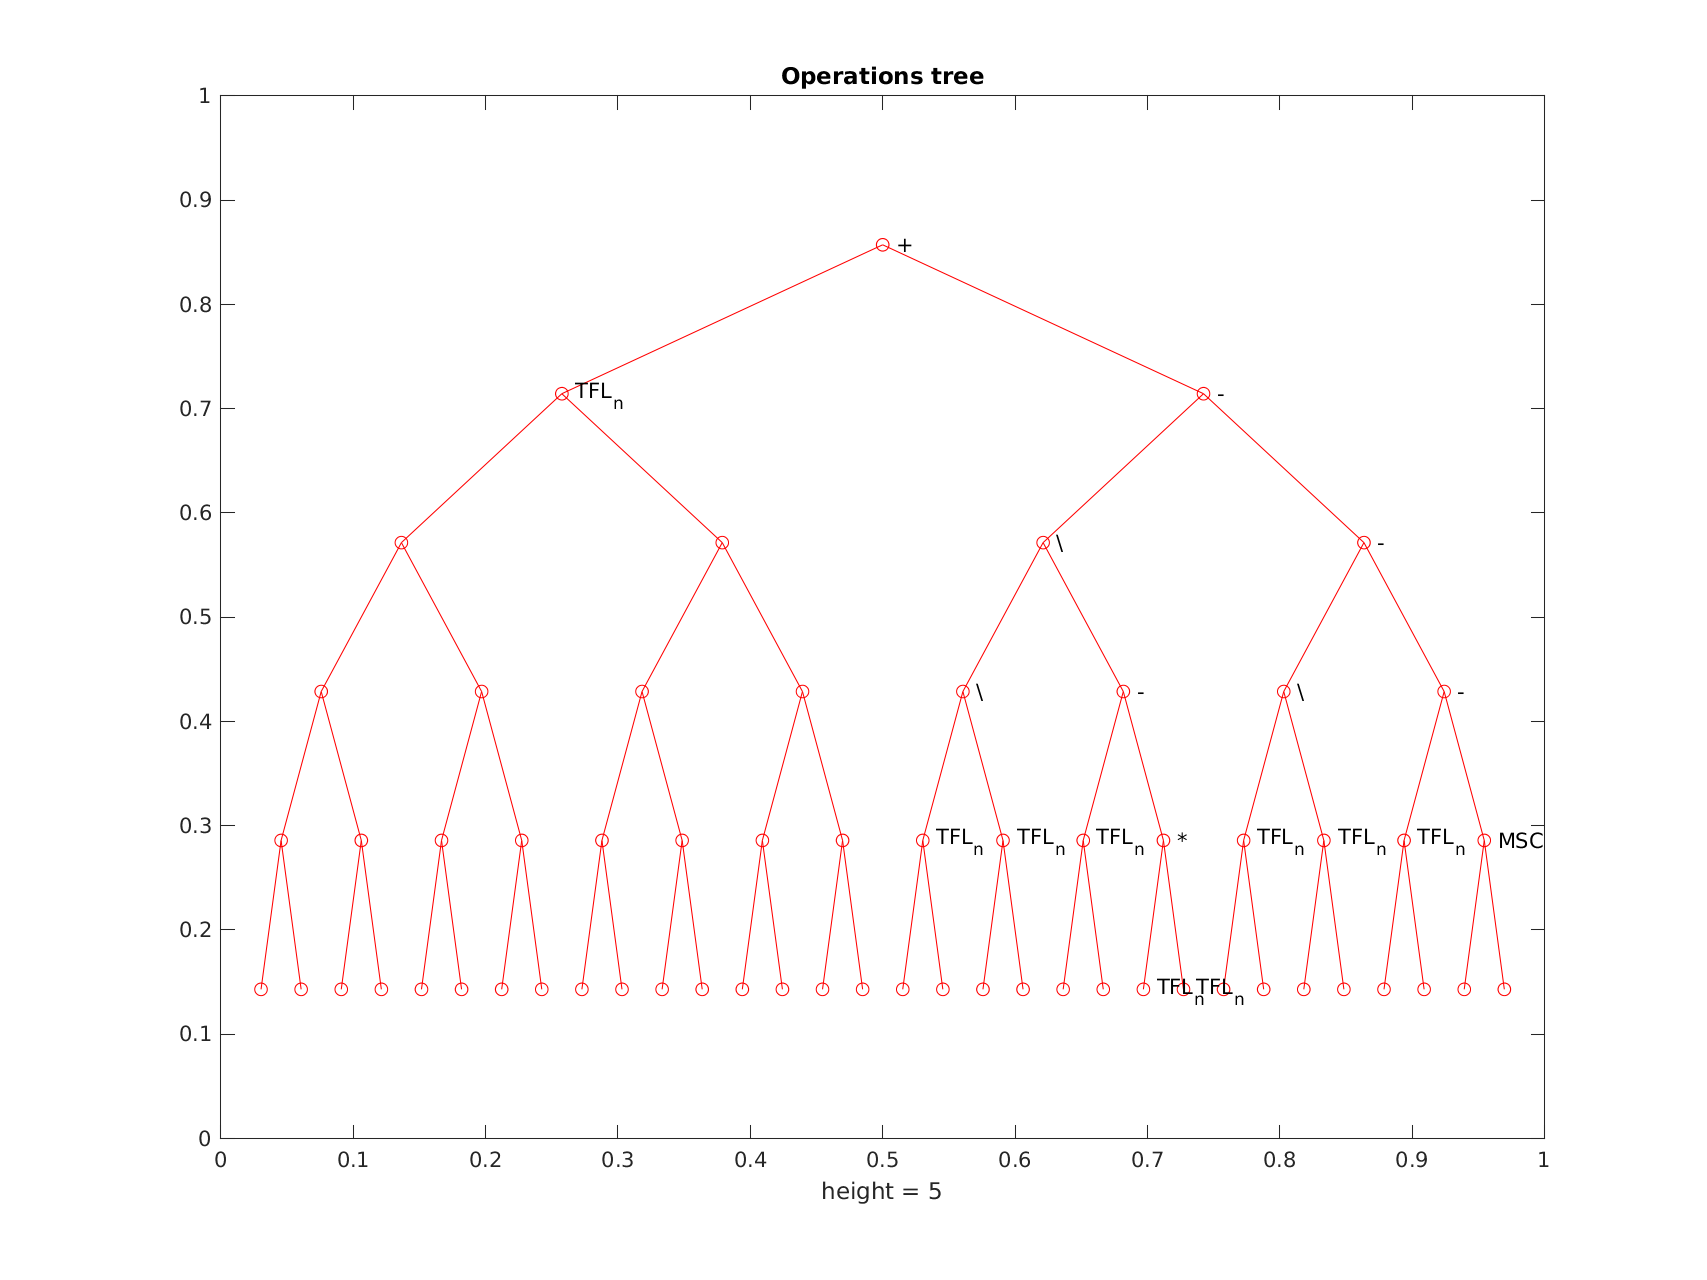 Operations tree
1
0.9
+
0.8
TFLn -
0.7
0.6
\ -
0.5
\ - \ -
0.4
0.3
TFLn TFLn TFLn * TFLn TFLn TFLn MSC
0.2
TFLn TFLn
0.1
0
0 0.1 0.2 0.3 0.4 0.5 0.6 0.7 0.8 0.9 1
height = 5